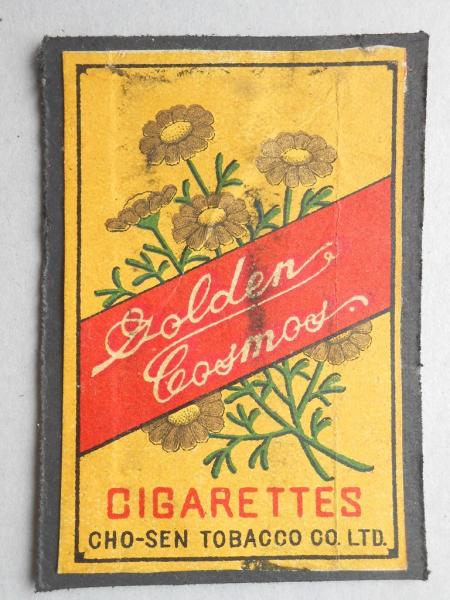 Golden
Cosmos.
CIGARETTES
CHO-SEN TOBACCO CO. LTD.